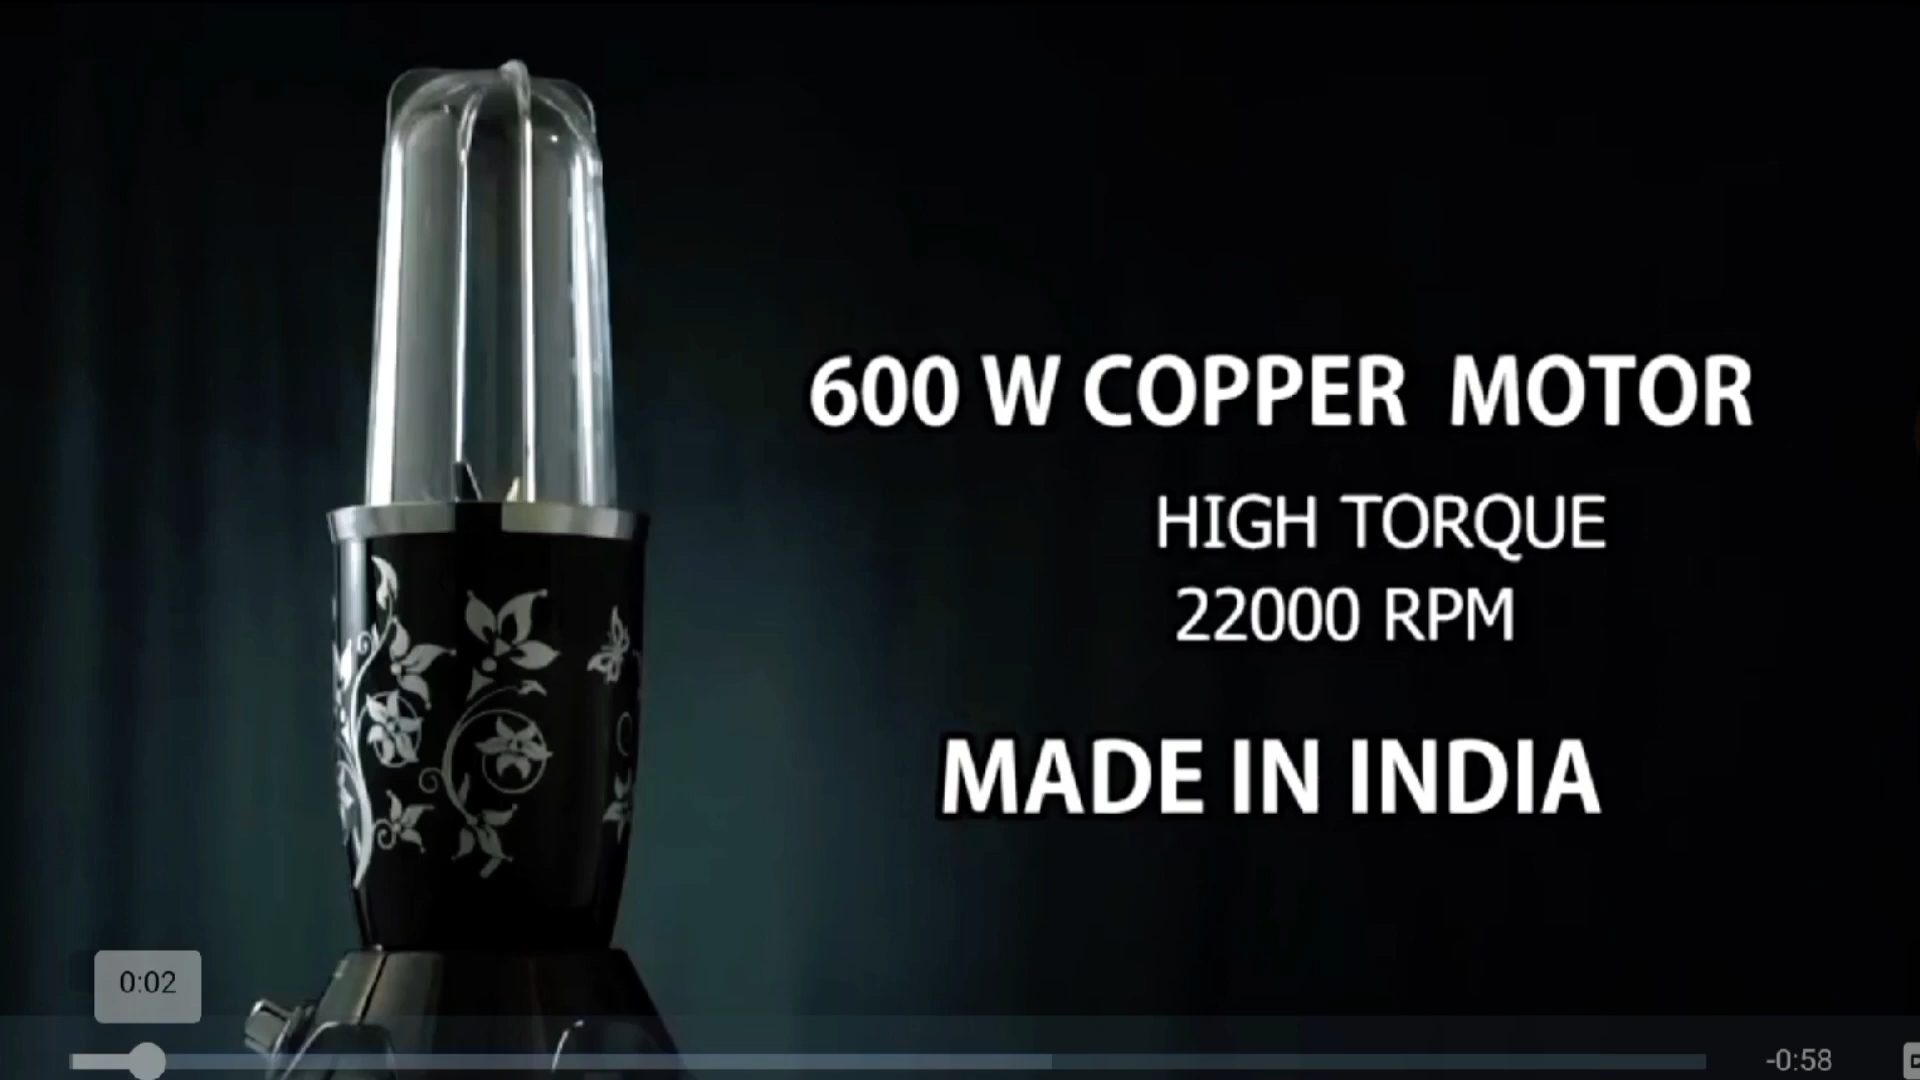 600 W COPPER MOTOR
HIGH TORQUE
22000 RPM
MADE IN INDIA
0:02
-0:58